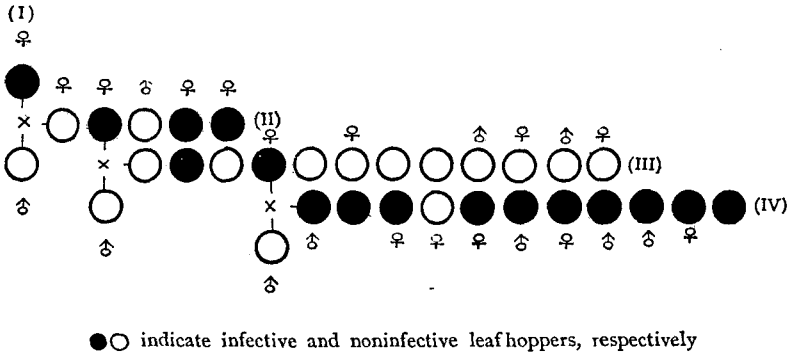 (I)
♀
♀ ♀ ♂ ♀ ♀
× (II)
♀ ♀ ♂ ♀ ♂ ♀
× (III)
♂ ♂ × (IV)
♂ ♂ ♀ ♀ ♀ ♂ ♀ ♂ ♂ ♀
♂
indicate infective and noninfective leafhoppers, respectively